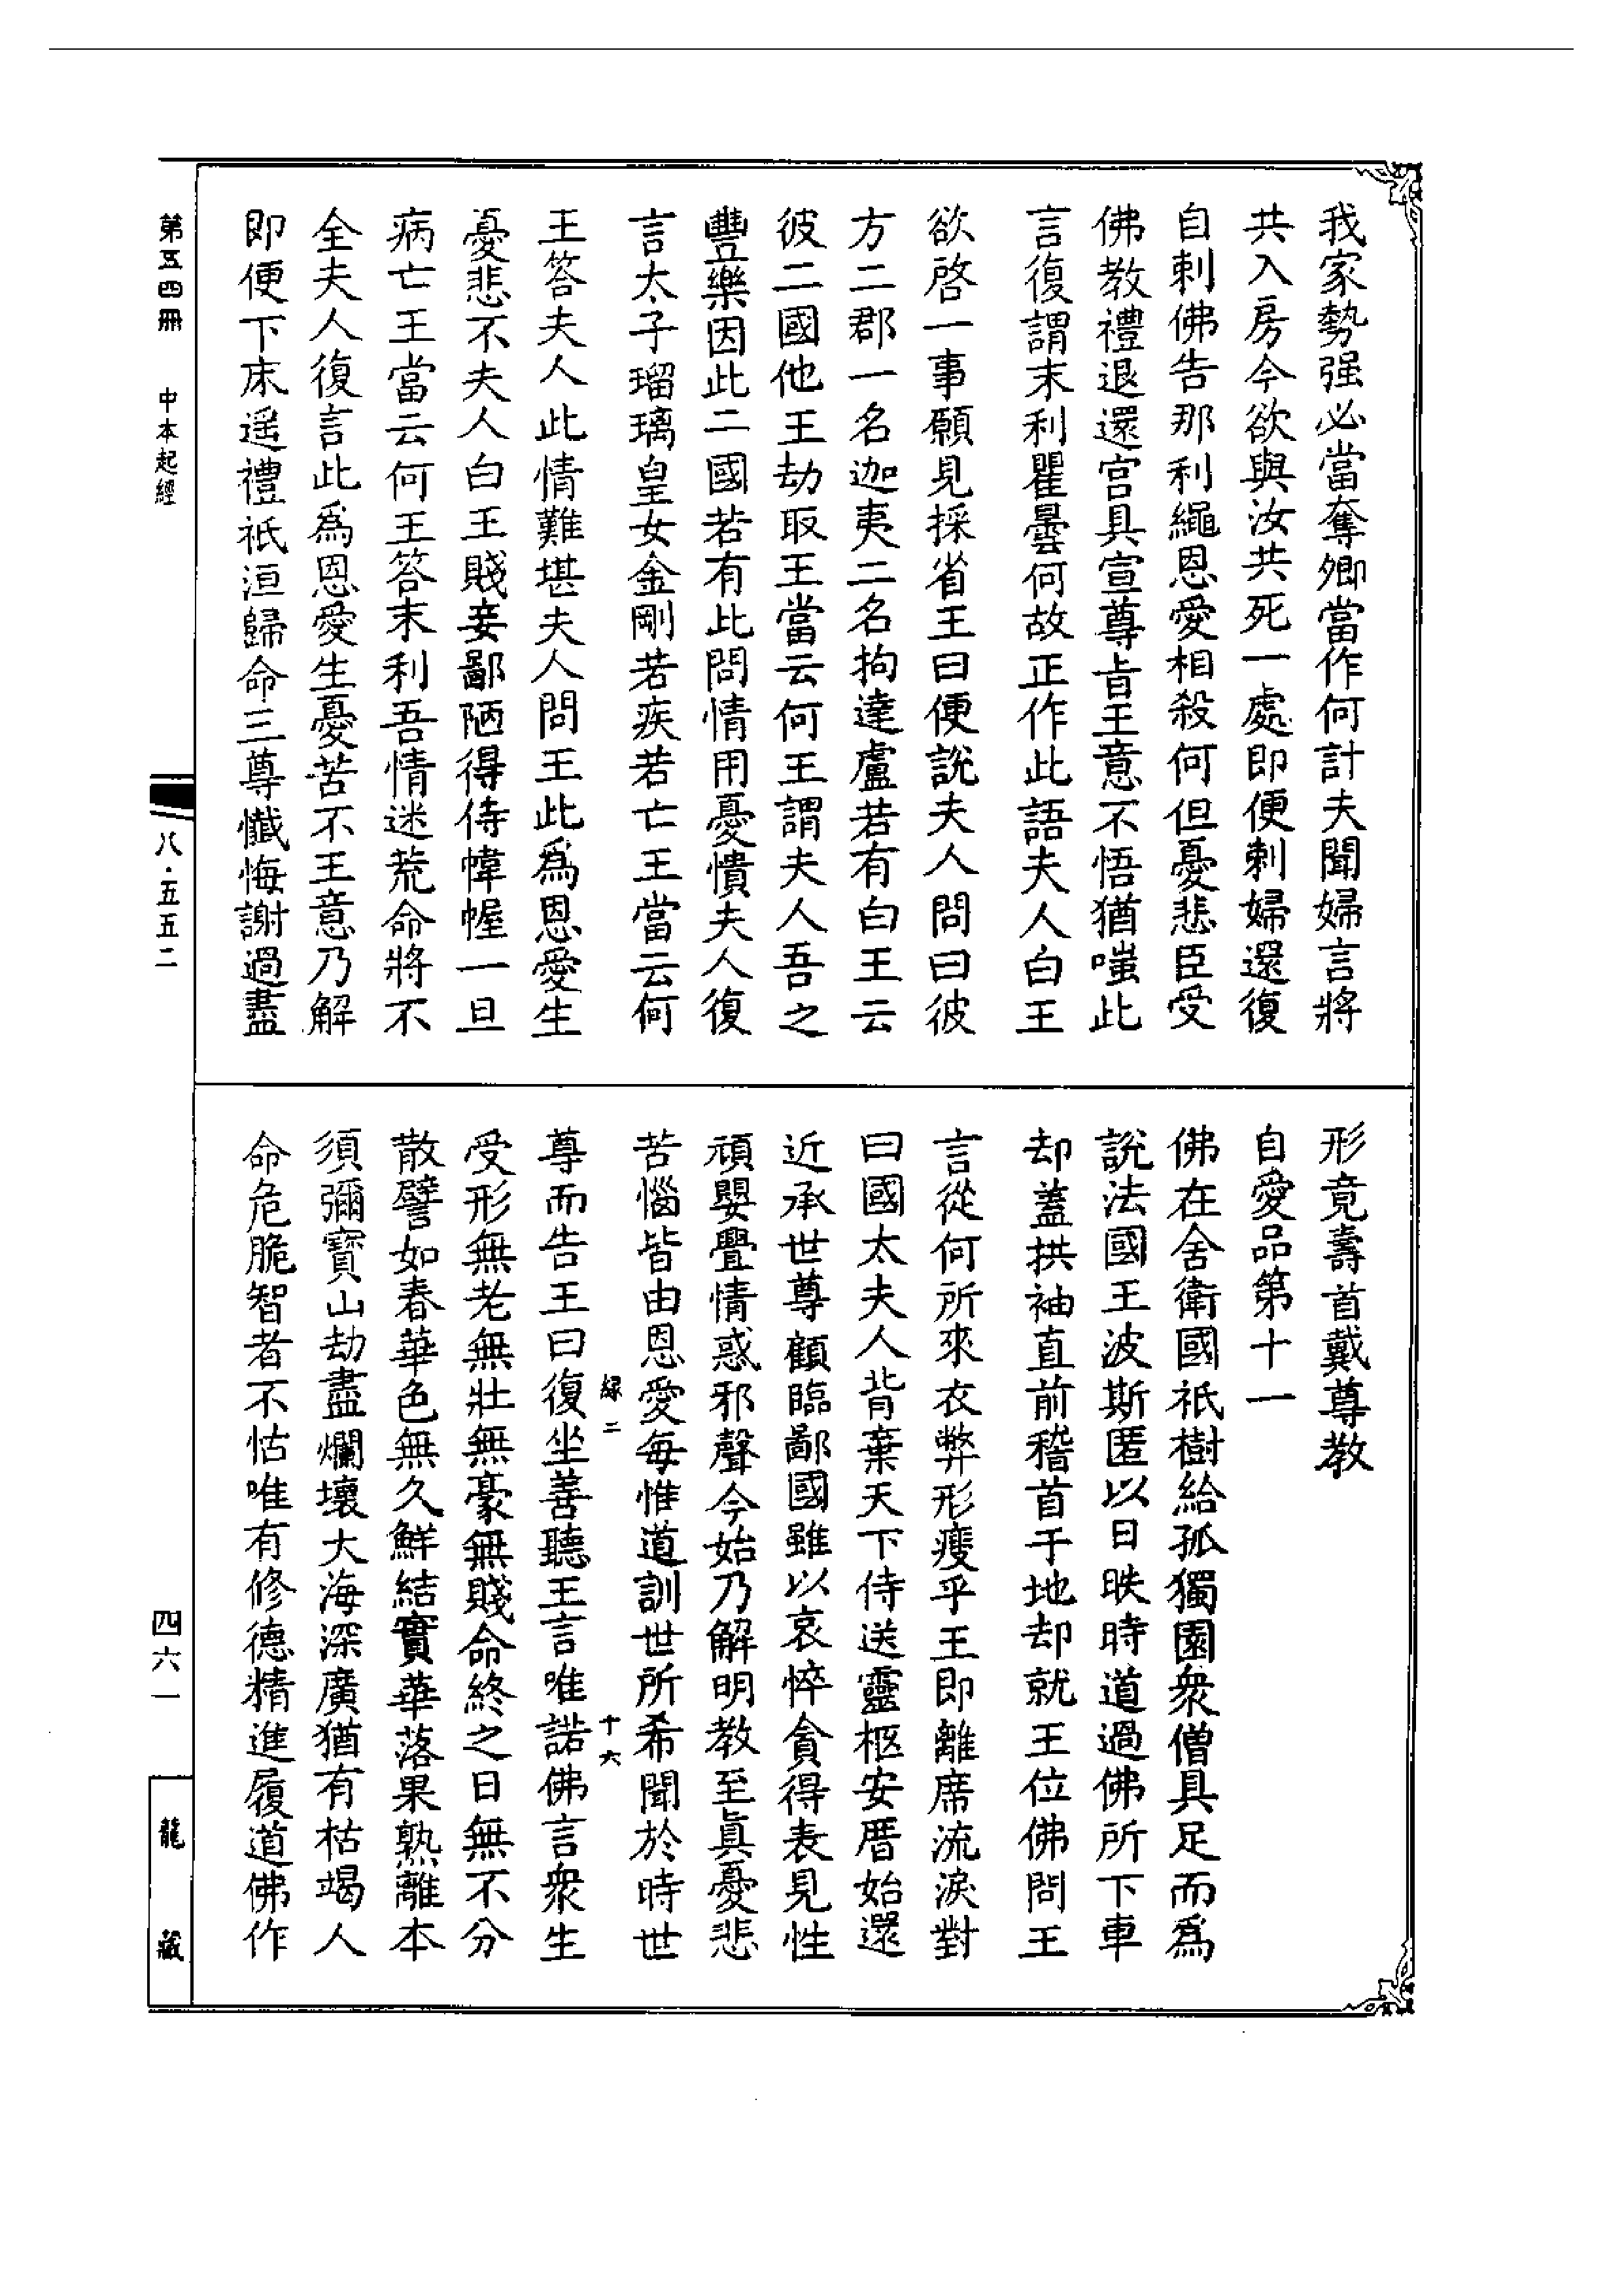 我家勢强必當奪卿當作何計夫聞婦言將
共入房今欲與汝共死一處即便刺婦還復
自刺佛告那利繩恩愛相殺何但憂悲臣受
佛教禮退還宫具宣尊旨王意不悟猶嗤此
言復謂末利瞿曇何故正作此語夫人白王
欲啓一事願見採省王曰便說夫人問曰彼
方二郡一名迦夷二名拘達盧若有白王云
彼二國他王劫取王當云何王謂夫人吾之
豐樂因此二國若有此問情用憂憒夫人復
言太子瑠璃皇女金剛若疾若亡王當云何
王答夫人此情難堪夫人問王此爲恩愛生
憂悲不夫人白王賤妾鄙陋得侍幃幄一旦
病亡王當云何王答末利吾情迷荒命將不
全夫人復言此爲恩愛生憂苦不王意乃解
即便下床遥禮祇洹歸命三尊懺悔謝過盡
形竟壽首戴尊教
自愛品第十一
佛在舍衛國祇樹給孤獨園衆僧具足而爲
說法國王波斯匿以日昳時道過佛所下車
却蓋拱袖直前稽首于地却就王位佛問王
言從何所來衣弊形瘦乎王即離席流淚對
曰國太夫人背棄天下侍送靈柩安厝始還
近承世尊顧臨鄙國雖以哀悴貪得表見性
頑嬰舋情惑邪聲今始乃解明教至眞憂悲
苦惱皆由恩愛每惟道訓世所希聞於時世
緑二 十六
尊而告王曰復坐善聽王言唯諾佛言衆生
受形無老無壯無豪無賤命終之日無不分
散譬如春華色無久鮮結實華落果熟離本
須彌寶山劫盡爛壞大海深廣猶有枯竭人
命危脆智者不怙唯有修德精進履道佛作
第五四冊 中本起經
八·五五二
四六一
龍藏